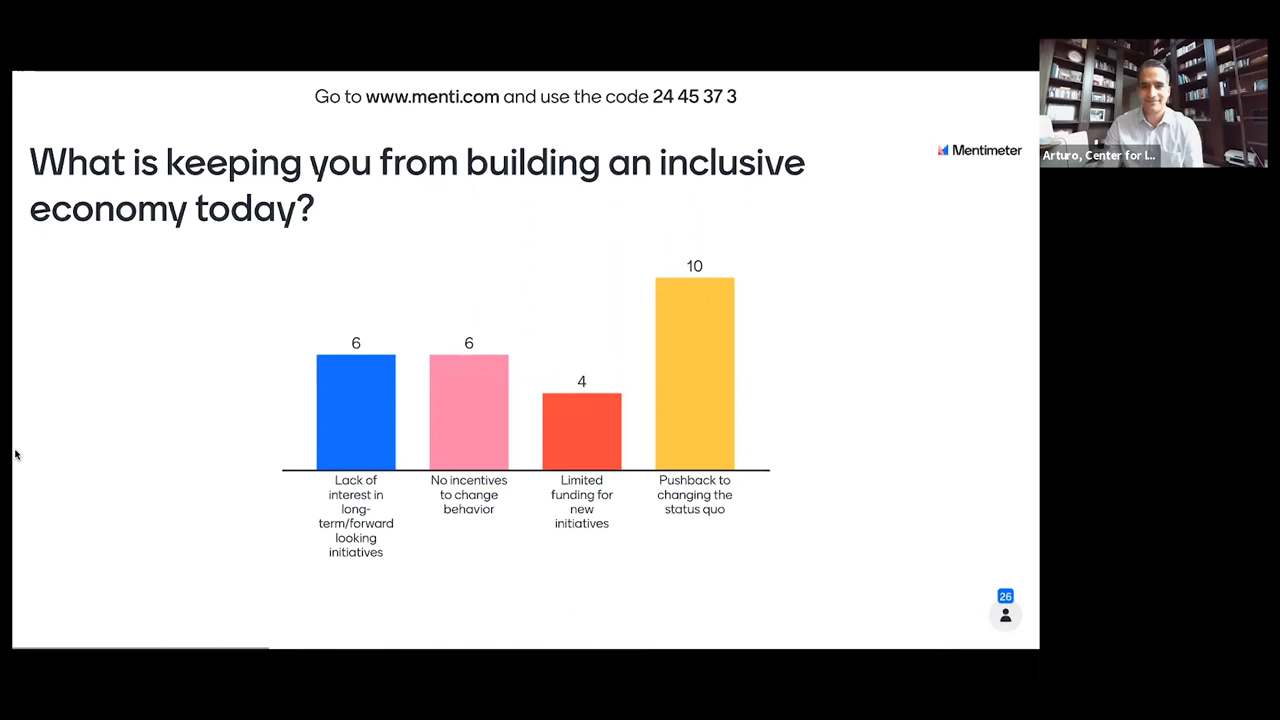 Go to www.menti.com and use the code 24 45 37 3
Mentimeter
What is keeping you from building an inclusive
economy today?
10
6
6
4
Lack of
interest in
long-
term/forward
looking
initiatives
No incentives
to change
behavior
Limited
funding for
new
initiatives
Pushback to
changing the
status quo
26
Arturo, Center for I...